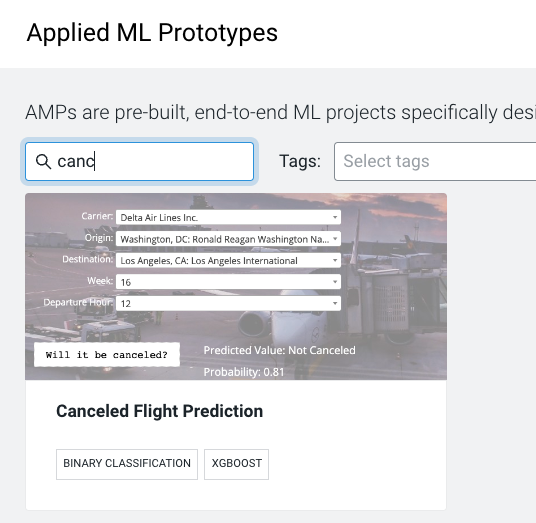 Applied ML Prototypes
AMPs are pre-built, end-to-end ML projects specifically desi
canc
Tags: Select tags
Carrier: Delta Air Lines Inc.
Origin: Washington, DC: Ronald Reagan Washington Na...
Destination: Los Angeles, CA: Los Angeles International
Week: 16
Departure Hour: 12
Will it be canceled?
Predicted Value: Not Canceled
Probability: 0.81
Canceled Flight Prediction
BINARY CLASSIFICATION
XGBOOST